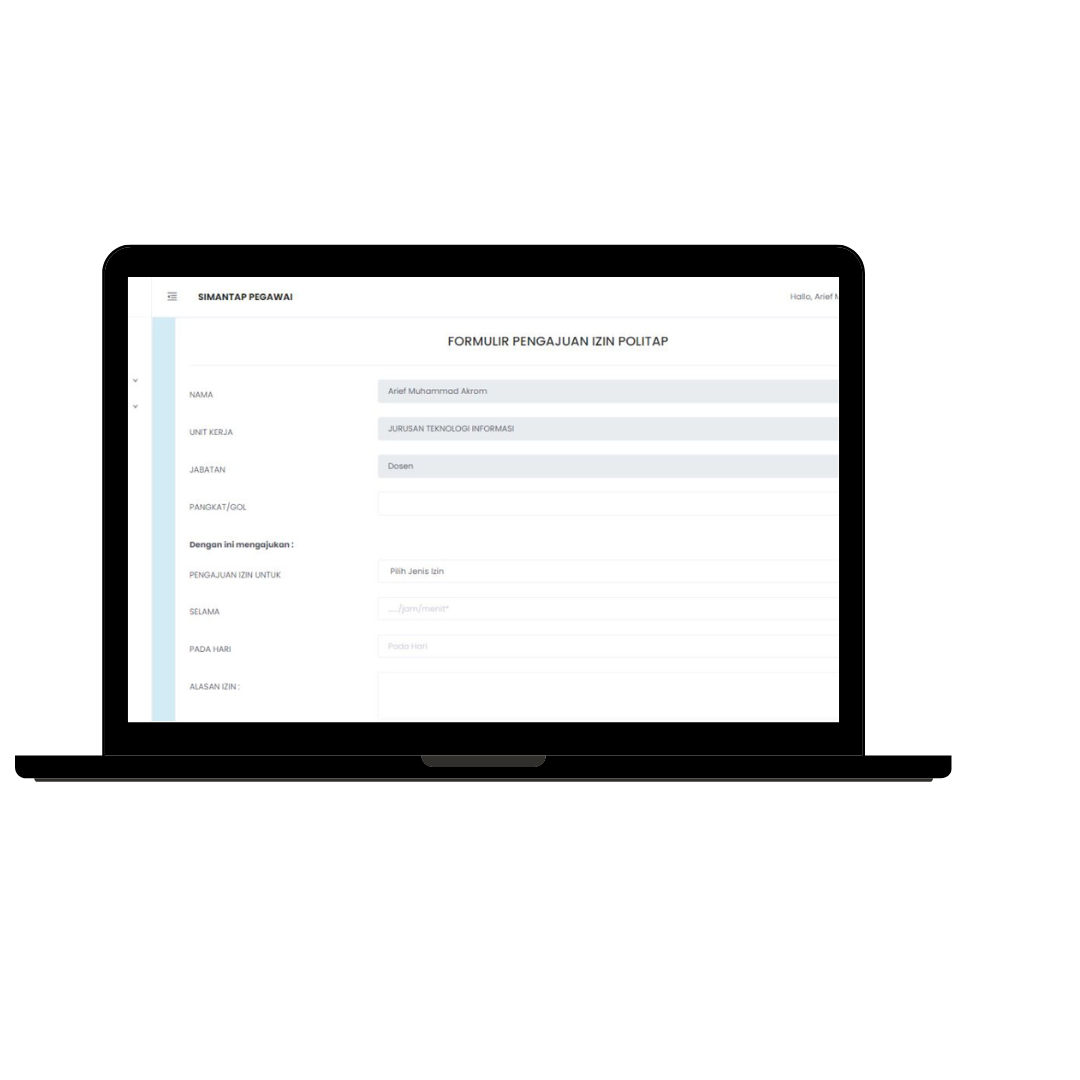 SIMANTAP PEGAWAI
Hallo, Arief
FORMULIR PENGAJUAN IZIN POLITAP
NAMA
Arief Muhammad Akrom
UNIT KERJA
JURUSAN TEKNOLOGI INFORMASI
JABATAN
Dosen
PANGKAT/GOL
Dengan ini mengajukan :
PENGAJUAN IZIN UNTUK
Pilih Jenis Izin
SELAMA
..../jam/menit*
PADA HARI
Pada Hari
ALASAN IZIN :